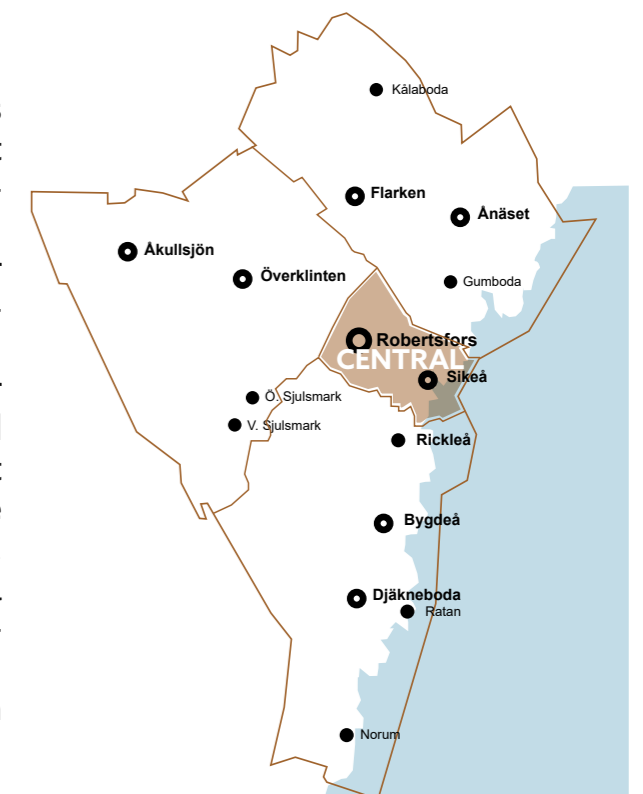 Kålaboda
Flarken
Ånäset
Åkullsjön
Överklinten
Gumboda
Robertsfors
CENTRAL
Sikeå
Ö. Sjulsmark
V. Sjulsmark
Rickleå
Bygdeå
Djäkneboda
Ratan
Norum